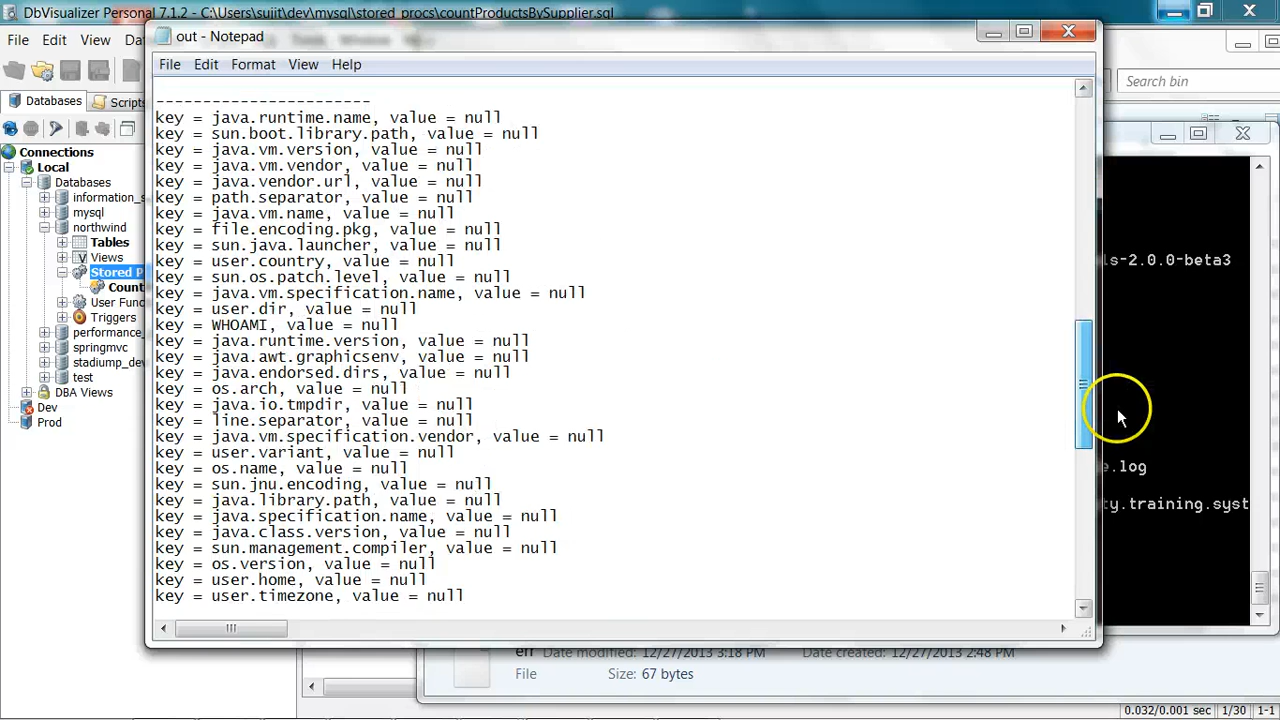 DbVisualizer Personal 7.1.2 - C:\Users\sujit\dev\mysql\stored_procs\countProductsBySupplier.sql
File Edit View Da
Databases Scripts
Connections
Local
Databases
information_s
mysql
northwind
Tables
Views
Stored P
Count
User Func
Triggers
performance_
springmvc
stadiump_dev
test
DBA Views
Dev
Prod
out - Notepad
File Edit Format View Help
-----------------------
key = java.runtime.name, value = null
key = sun.boot.library.path, value = null
key = java.vm.version, value = null
key = java.vm.vendor, value = null
key = java.vendor.url, value = null
key = path.separator, value = null
key = java.vm.name, value = null
key = file.encoding.pkg, value = null
key = sun.java.launcher, value = null
key = user.country, value = null
key = sun.os.patch.level, value = null
key = java.vm.specification.name, value = null
key = user.dir, value = null
key = WHOAMI, value = null
key = java.runtime.version, value = null
key = java.awt.graphicsenv, value = null
key = java.endorsed.dirs, value = null
key = os.arch, value = null
key = java.io.tmpdir, value = null
key = line.separator, value = null
key = java.vm.specification.vendor, value = null
key = user.variant, value = null
key = os.name, value = null
key = sun.jnu.encoding, value = null
key = java.library.path, value = null
key = java.specification.name, value = null
key = java.class.version, value = null
key = sun.management.compiler, value = null
key = os.version, value = null
key = user.home, value = null
key = user.timezone, value = null
Search bin
ls-2.0.0-beta3
e.log
ty.training.syst
err Date modified: 12/27/2013 3:18 PM Date created: 12/27/2013 2:48 PM
File Size: 67 bytes
0.032/0.001 sec 1/30 1-1